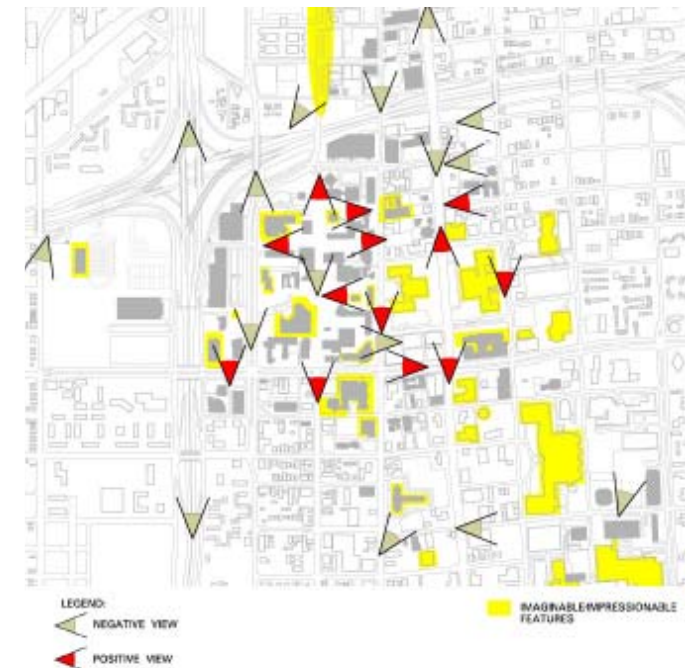 LEGEND:
NEGATIVE VIEW
POSITIVE VIEW
IMAGINABLE/IMPRESSIONABLE
FEATURES